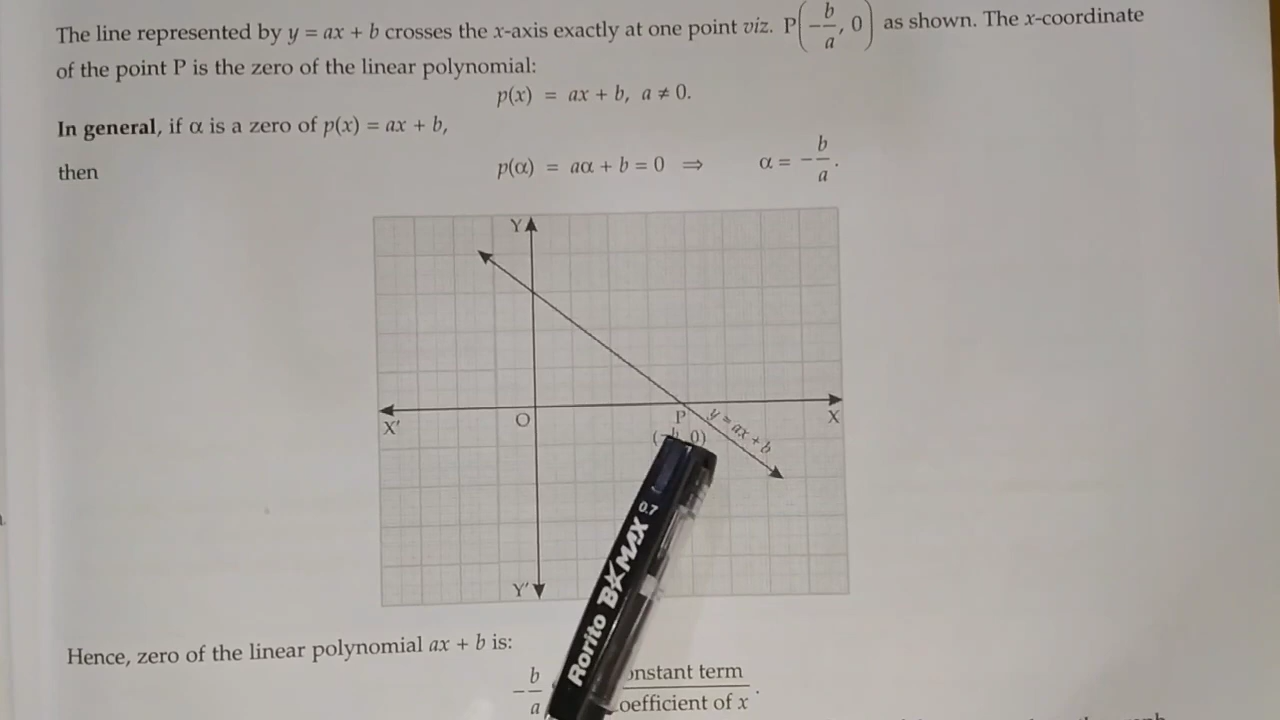 The line represented by y = ax + b crosses the x-axis exactly at one point viz. P(−b/a, 0) as shown. The x-coordinate
of the point P is the zero of the linear polynomial:
p(x) = ax + b, a ≠ 0.
In general, if α is a zero of p(x) = ax + b,
then p(α) = aα + b = 0 ⇒ α = −b/a.
Y
X'
O
P
X
y = ax + b
Y'
Rorito B MAX 0.7
Hence, zero of the linear polynomial ax + b is:
−b/a
onstant term
oefficient of x.